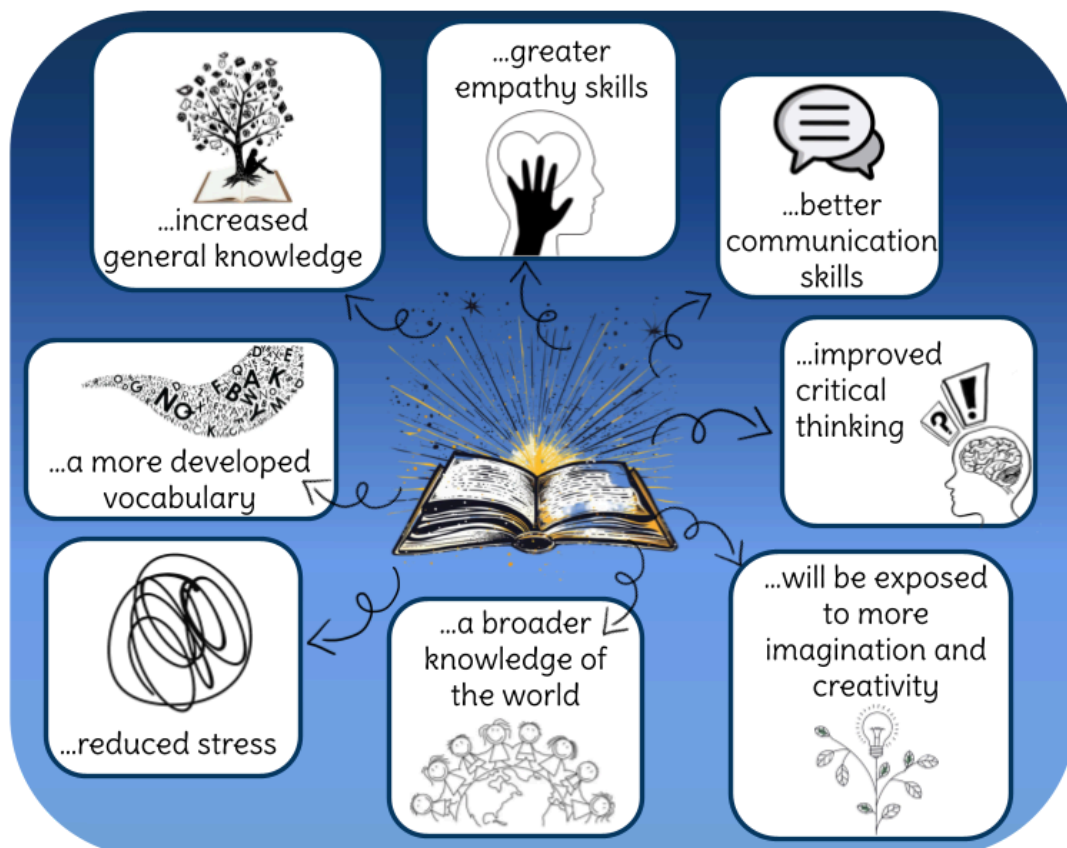 ...increased
general knowledge
...greater
empathy skills
...better
communication
skills
...a more developed
vocabulary
...improved
critical
thinking
...reduced stress
...a broader
knowledge of
the world
...will be exposed
to more
imagination and
creativity